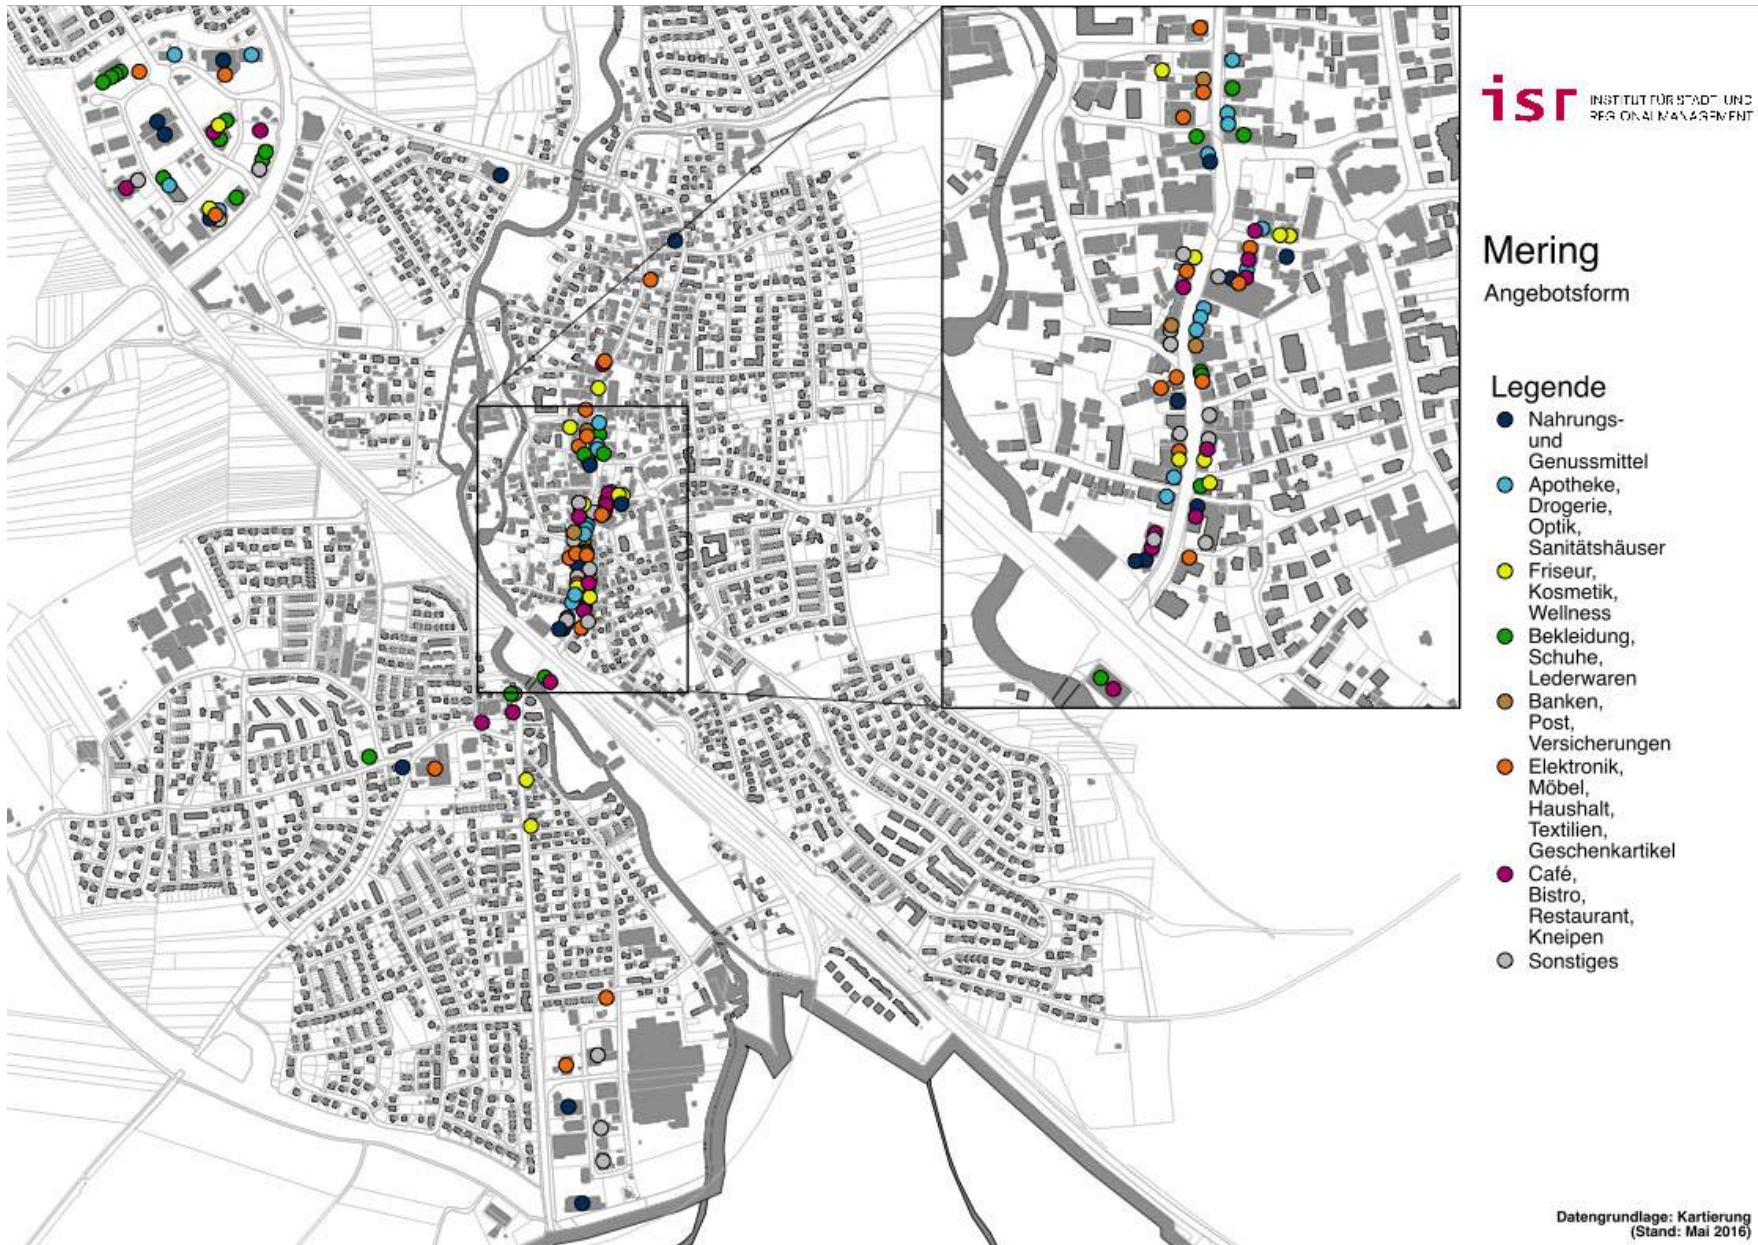 isr
INSTITUT FÜR STADT- UND
REGIONALMANAGEMENT
Mering
Angebotsform
Legende
Nahrungs-
und
Genussmittel
Apotheke,
Drogerie,
Optik,
Sanitätshäuser
Friseur,
Kosmetik,
Wellness
Bekleidung,
Schuhe,
Lederwaren
Banken,
Post,
Versicherungen
Elektronik,
Möbel,
Haushalt,
Textilien,
Geschenkartikel
Café,
Bistro,
Restaurant,
Kneipen
Sonstiges
Datengrundlage: Kartierung
(Stand: Mai 2016)